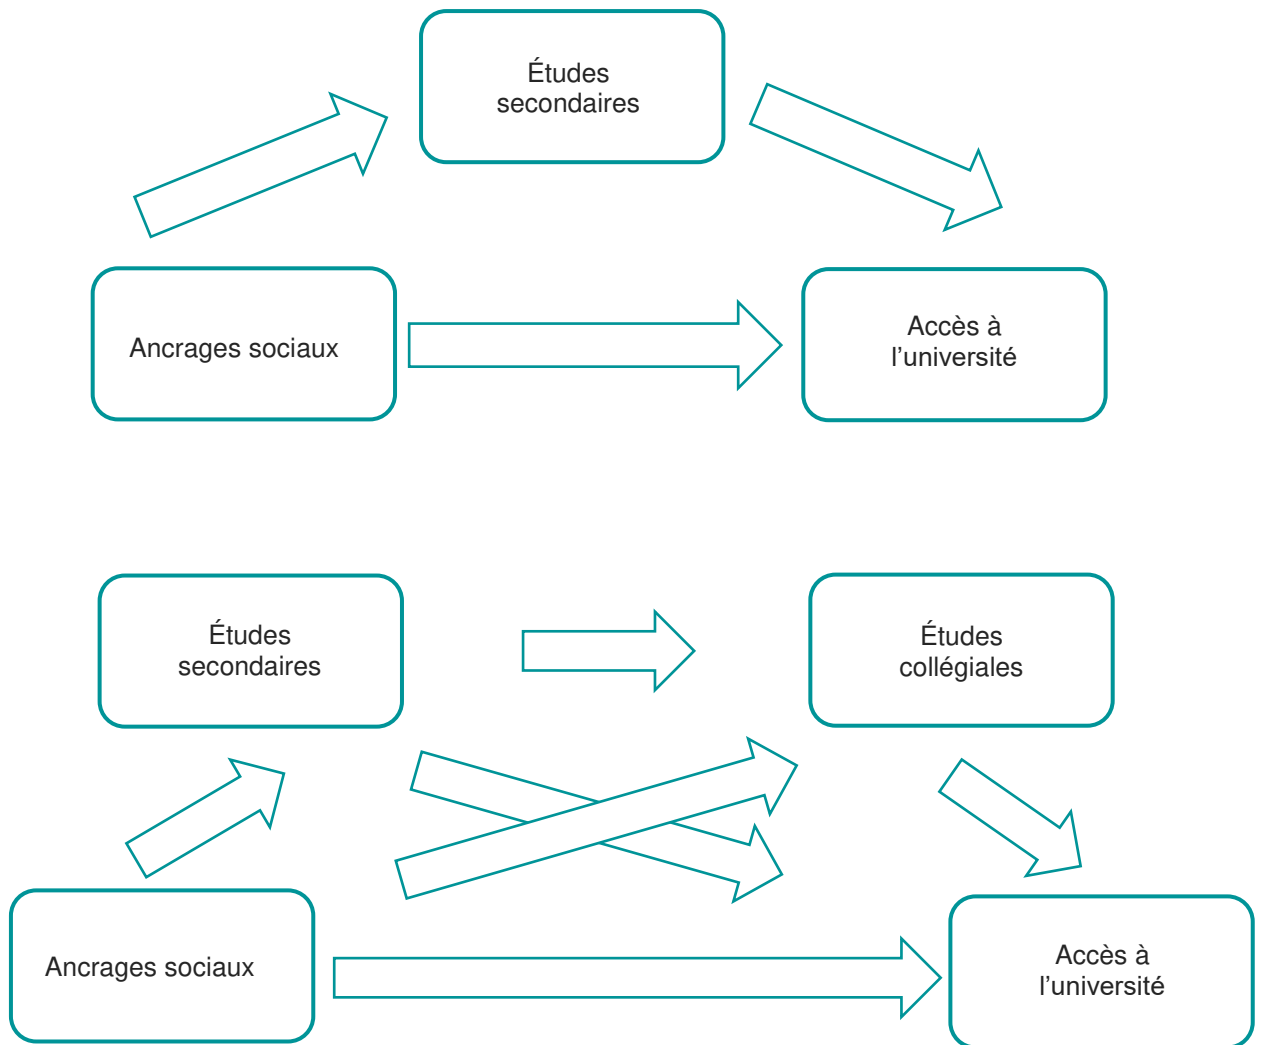 Études
secondaires
Ancrages sociaux
Accès à
l’université
Études
secondaires
Études
collégiales
Ancrages sociaux
Accès à
l’université